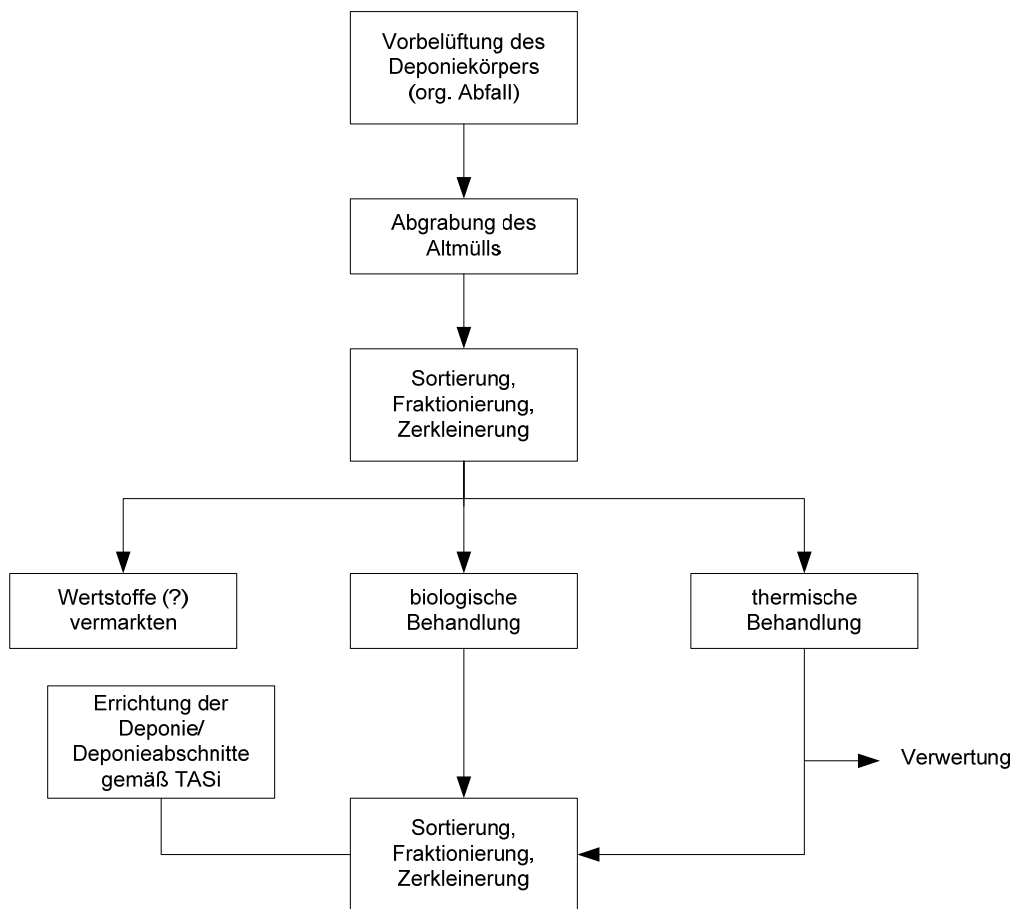 Vorbelüftung des
Deponiekörpers
(org. Abfall)
Abgrabung des
Altmülls
Sortierung,
Fraktionierung,
Zerkleinerung
Wertstoffe (?)
vermarkten
biologische
Behandlung
thermische
Behandlung
Errichtung der
Deponie/
Deponieabschnitte
gemäß TASi
Verwertung
Sortierung,
Fraktionierung,
Zerkleinerung